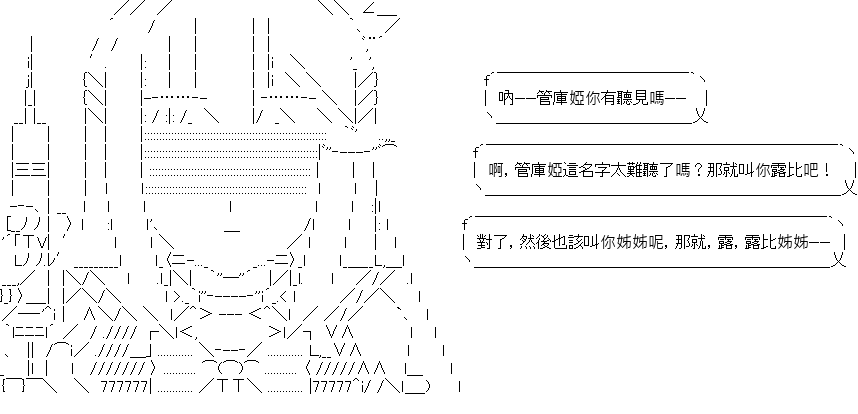 吶——管庫婭你有聽見嗎——
啊, 管庫婭這名字太難聽了嗎？那就叫你露比吧！
對了, 然後也該叫你姊姊呢, 那就, 露, 露比姊姊——